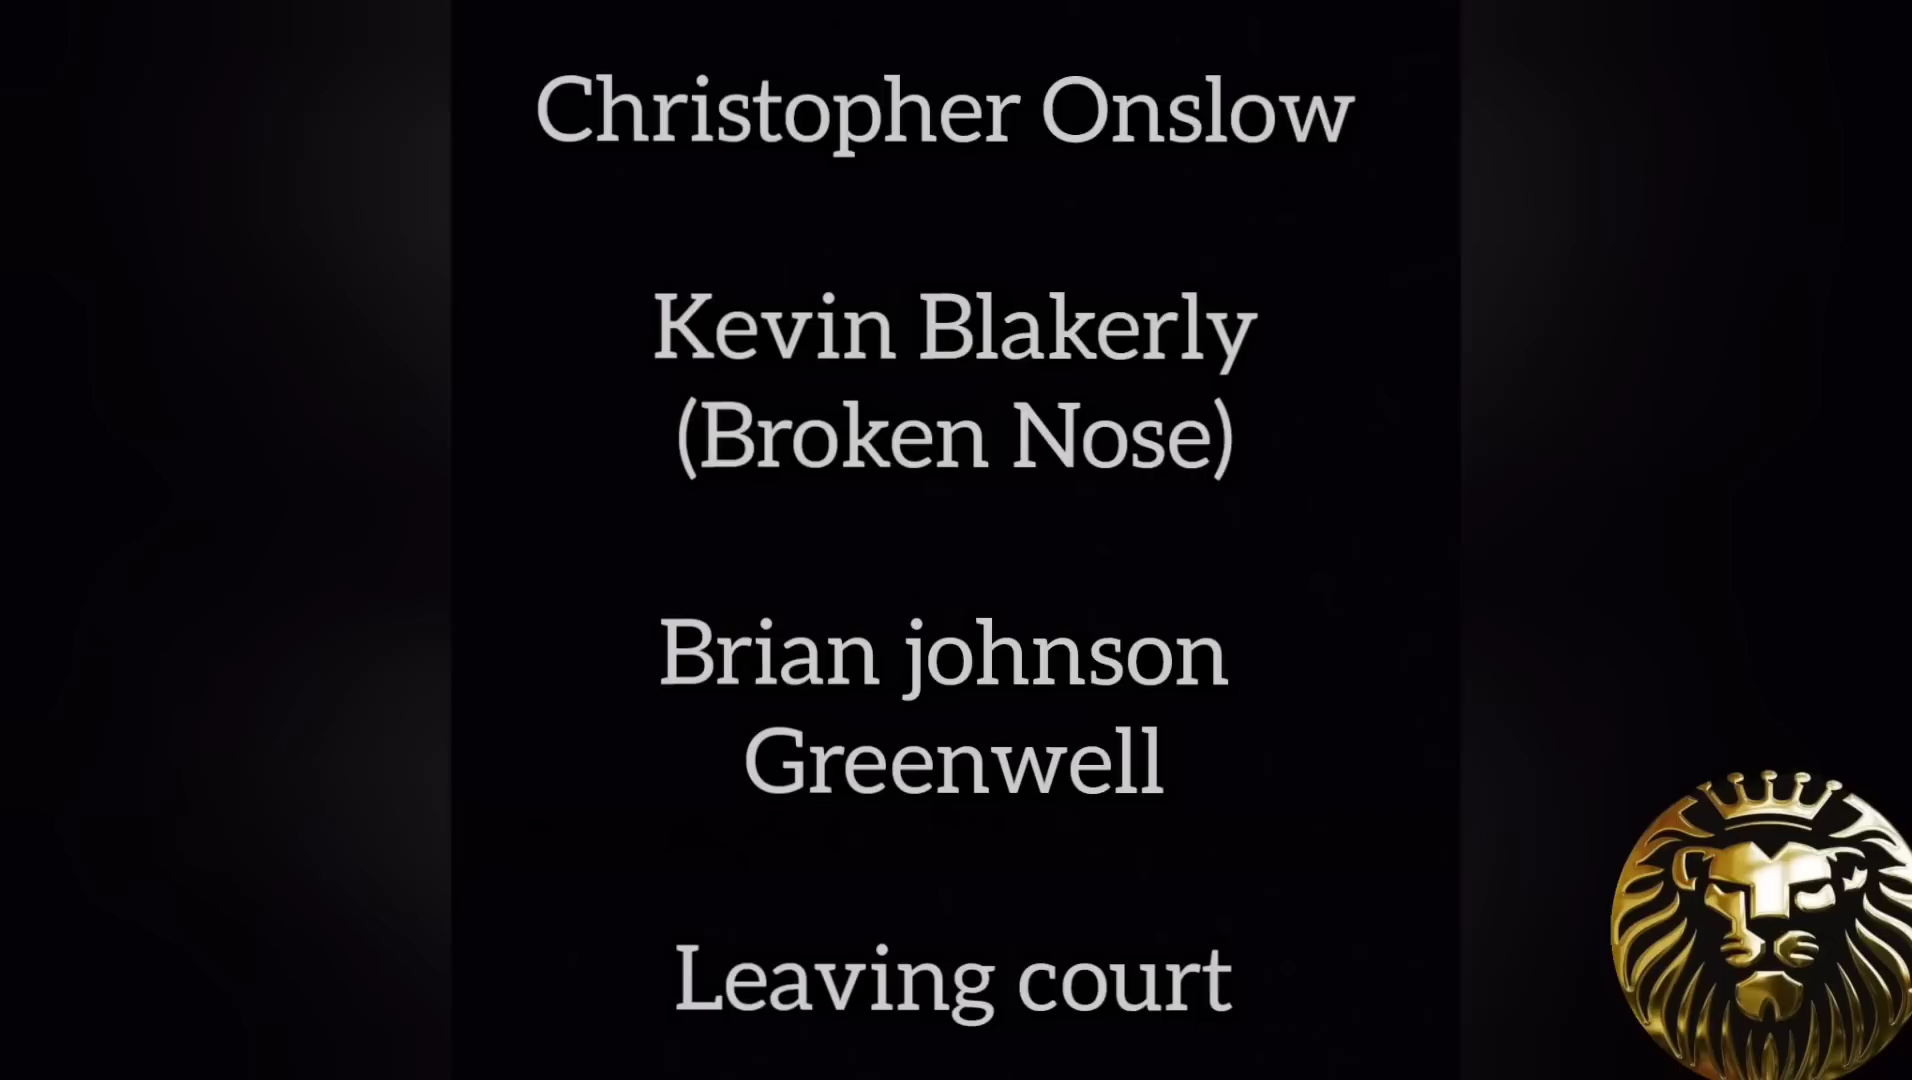 Christopher Onslow
Kevin Blakerly
(Broken Nose)
Brian johnson
Greenwell
Leaving court